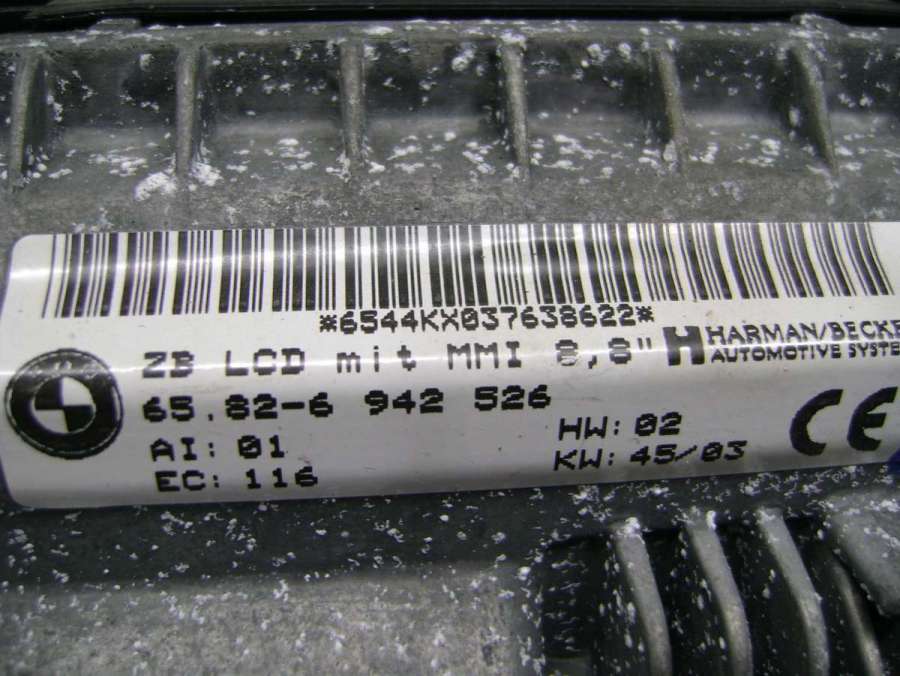 *6544KX037638622*
ZB LCD mit MMI 8,8"
HARMAN/BECKE
AUTOMOTIVE SYSTE
65.82-6 942 526
AI: 01
HW: 02
EC: 116
KW: 45/03
CE